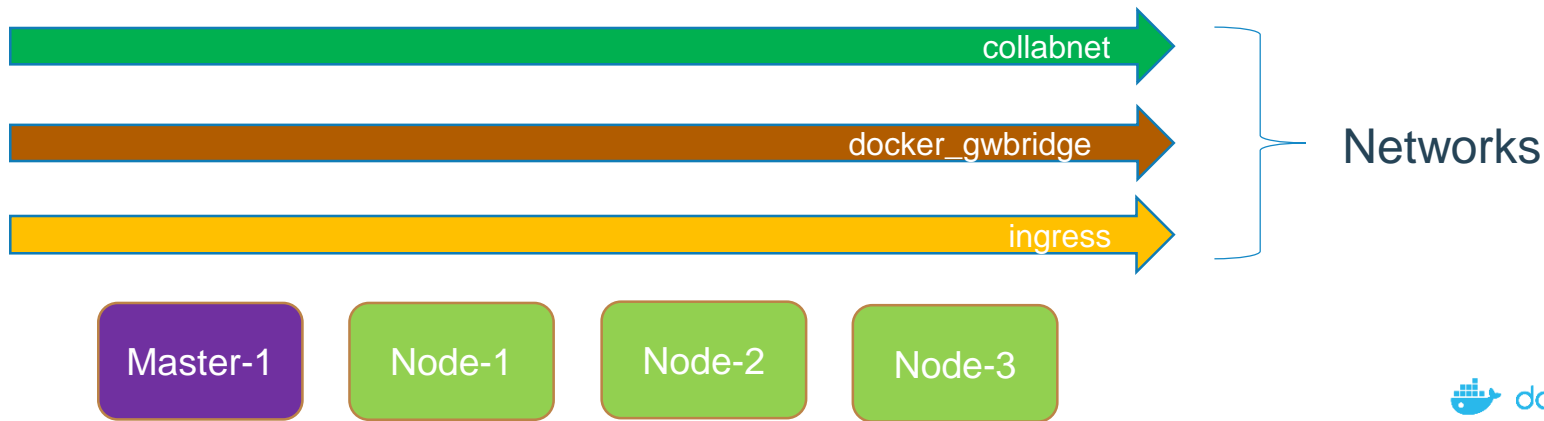 collabnet
docker_gwbridge
Networks
ingress
Master-1
Node-1
Node-2
Node-3